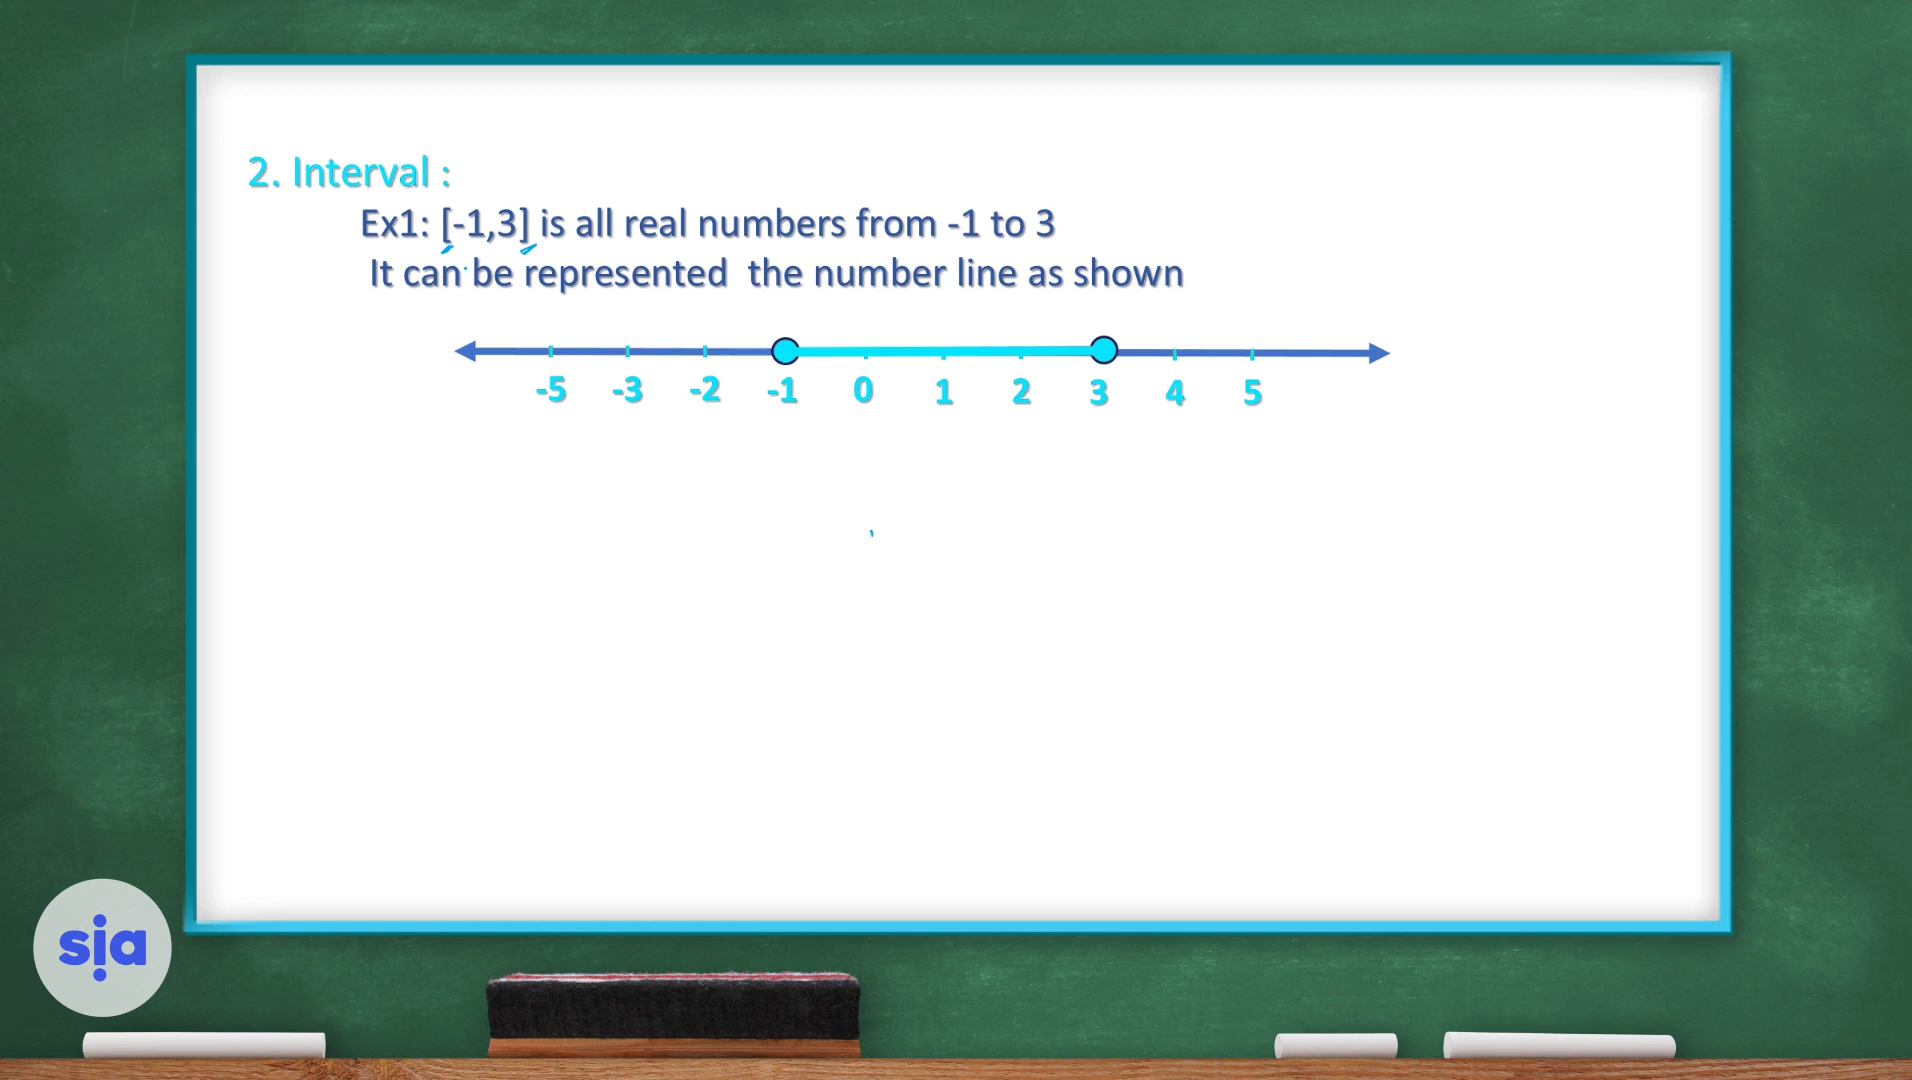 2. Interval :
Ex1: [-1,3] is all real numbers from -1 to 3
It can be represented the number line as shown
-5 -3 -2 -1 0 1 2 3 4 5
sia